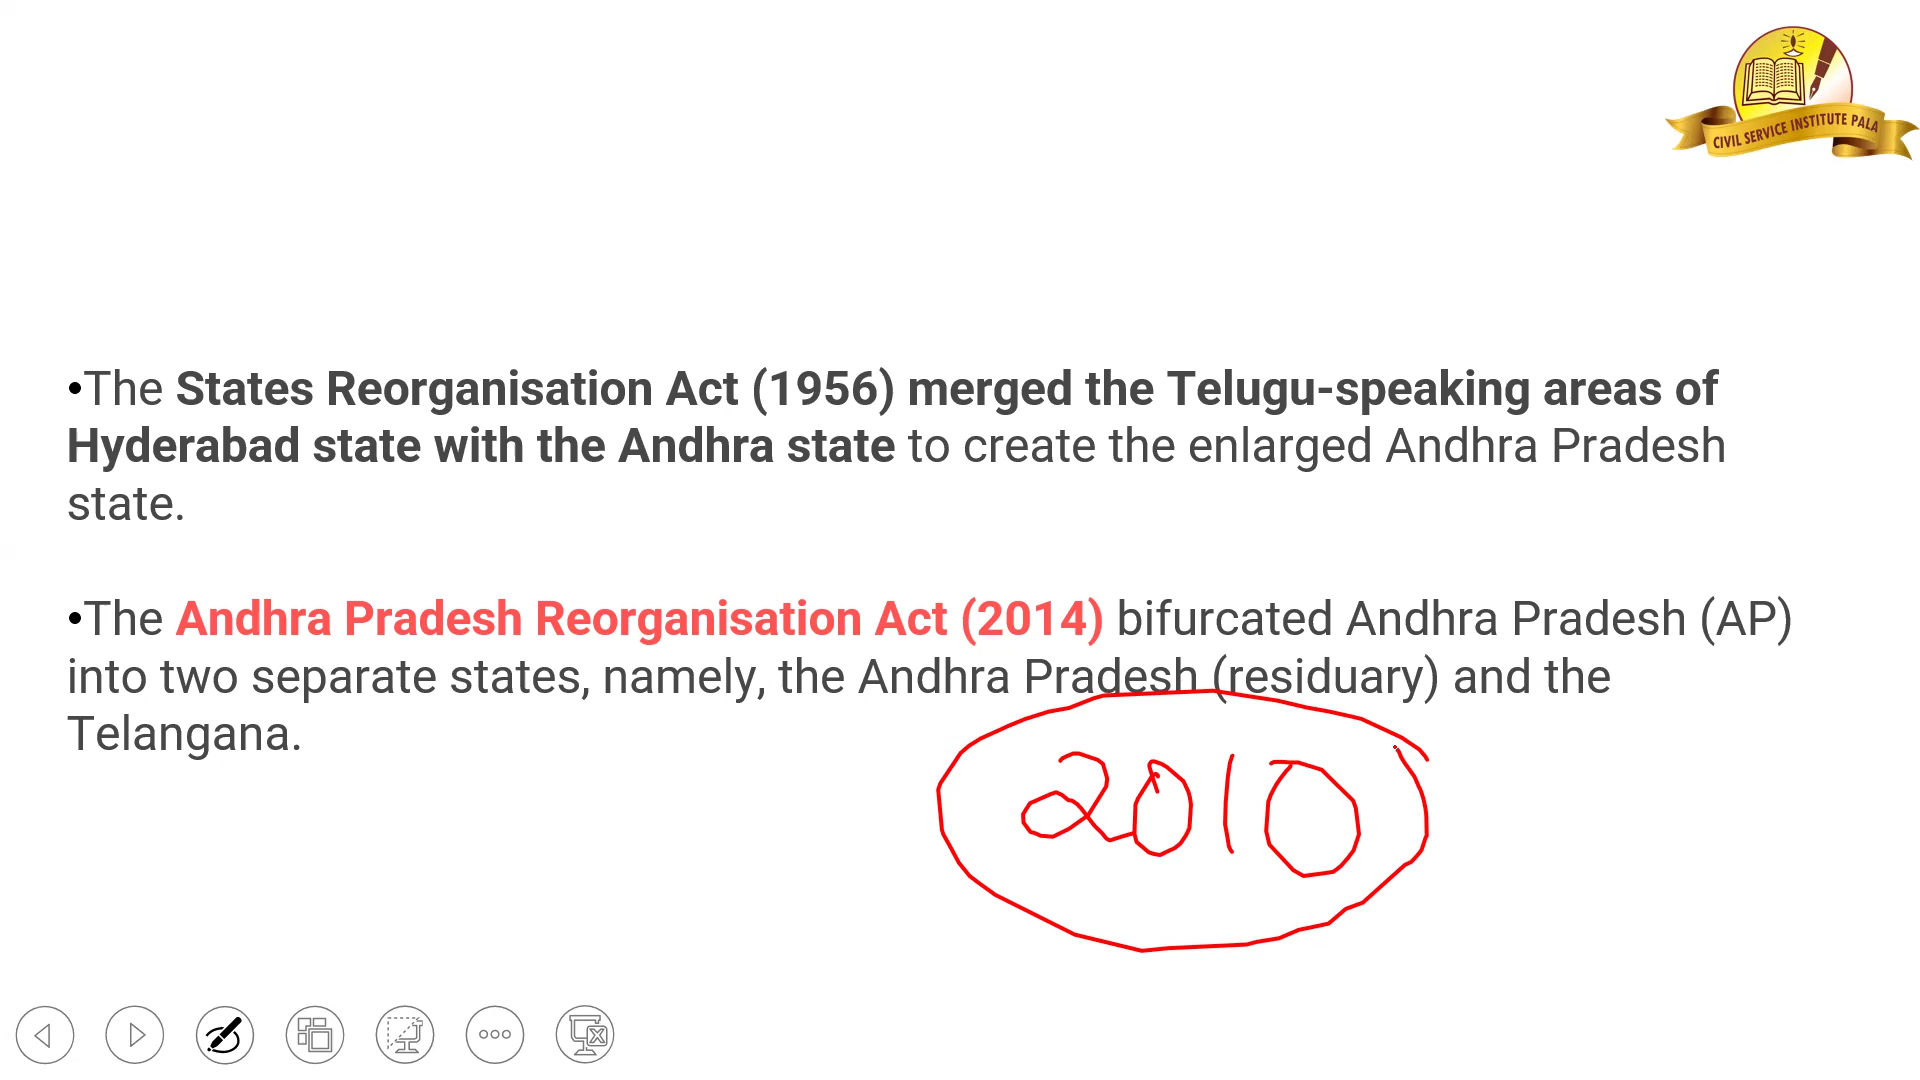 CIVIL SERVICE INSTITUTE PALA
•The States Reorganisation Act (1956) merged the Telugu-speaking areas of
Hyderabad state with the Andhra state to create the enlarged Andhra Pradesh
state.
•The Andhra Pradesh Reorganisation Act (2014) bifurcated Andhra Pradesh (AP)
into two separate states, namely, the Andhra Pradesh (residuary) and the
Telangana.
2010